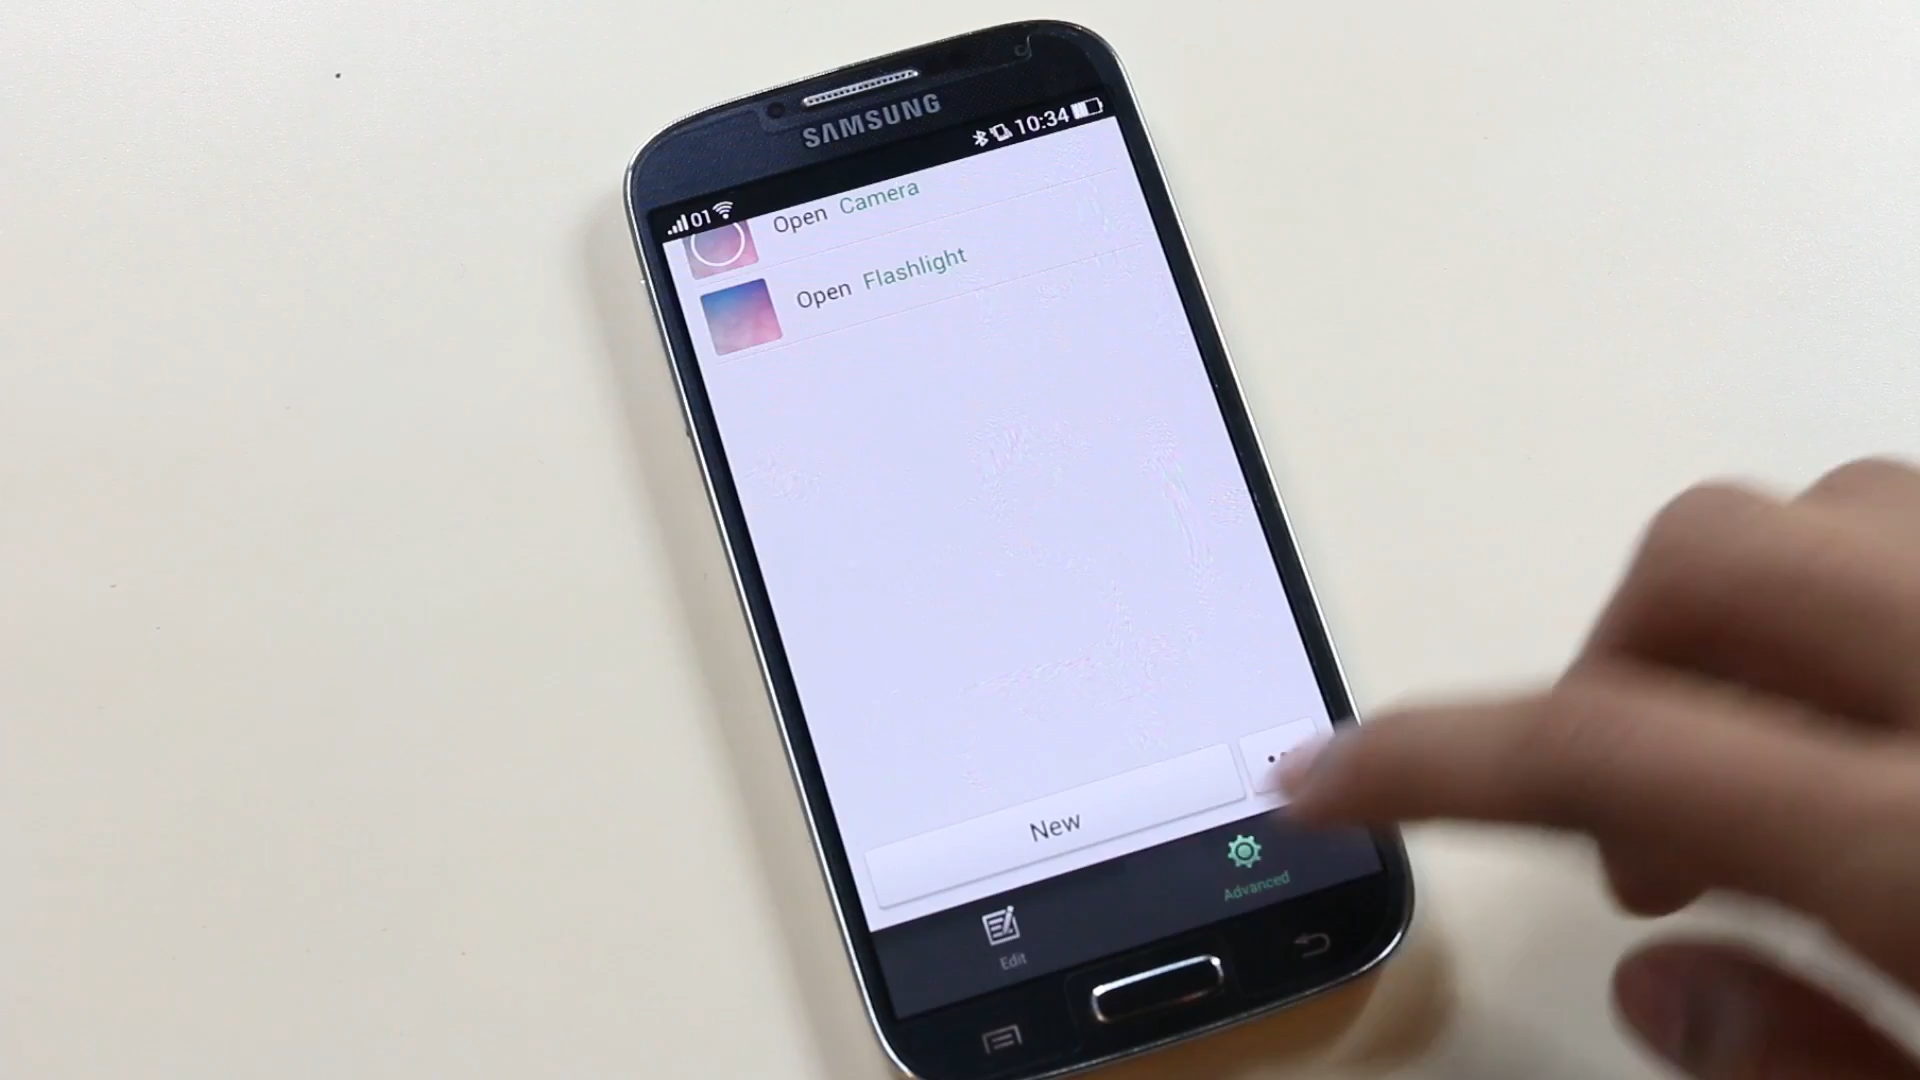 SAMSUNG
01 10:34
Open Camera
Open Flashlight
New
Edit
Advanced